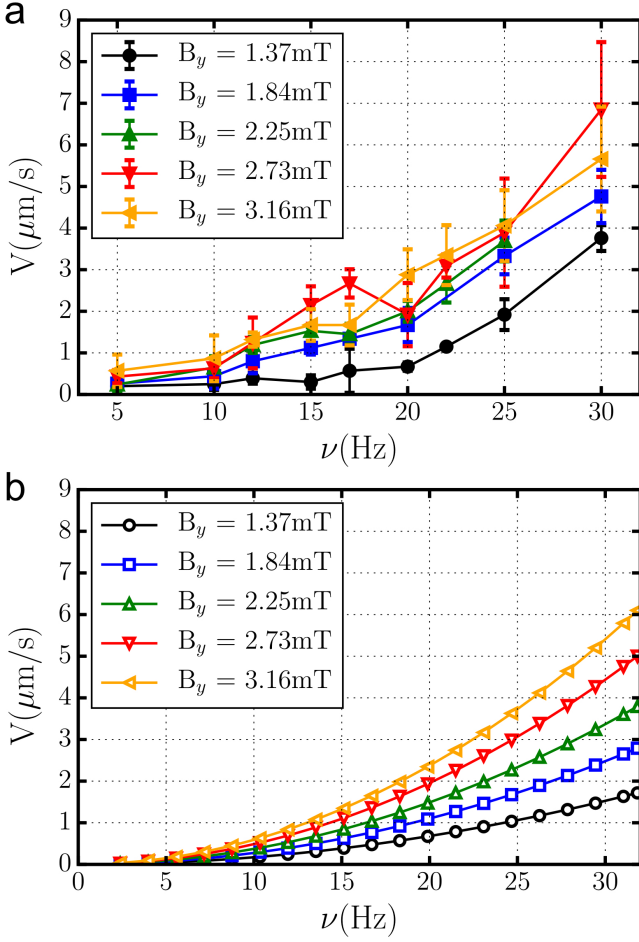 a
9
8
7
6
5
4
3
2
1
0
V(μm/s)
B_y = 1.37mT
B_y = 1.84mT
B_y = 2.25mT
B_y = 2.73mT
B_y = 3.16mT
5 10 15 20 25 30
ν(Hz)
b
9
8
7
6
5
4
3
2
1
0
V(μm/s)
B_y = 1.37mT
B_y = 1.84mT
B_y = 2.25mT
B_y = 2.73mT
B_y = 3.16mT
0 5 10 15 20 25 30
ν(Hz)